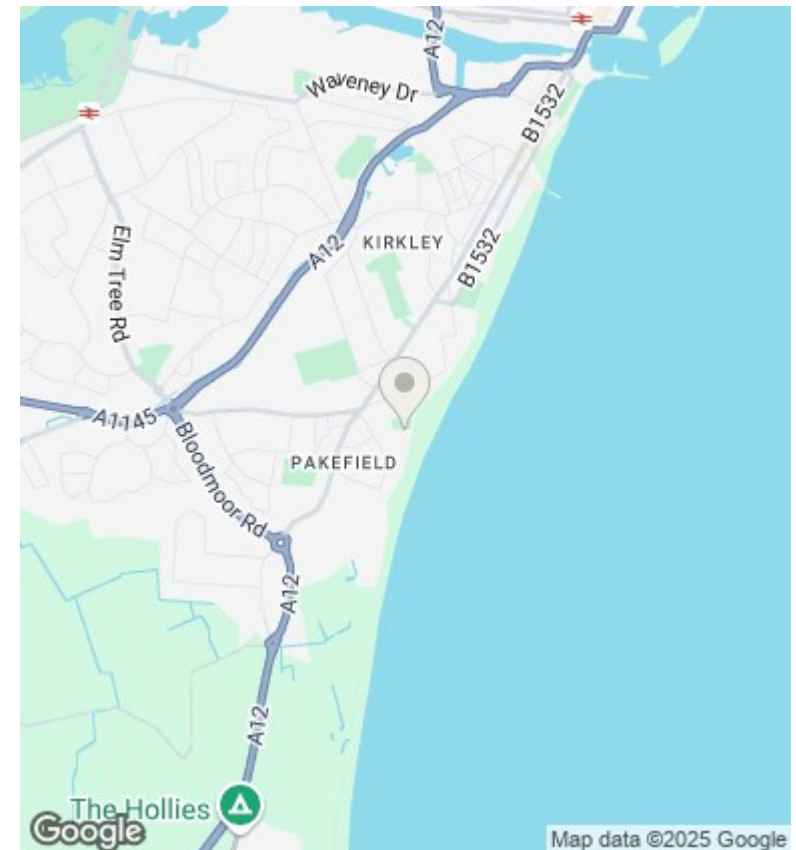 A12
Waveney Dr
B1532
KIRKLEY
A12
B1532
Elm Tree Rd
A1145
PAKEFIELD
Bloodmoor Rd
A12
A12
The Hollies
Google
Map data ©2025 Google